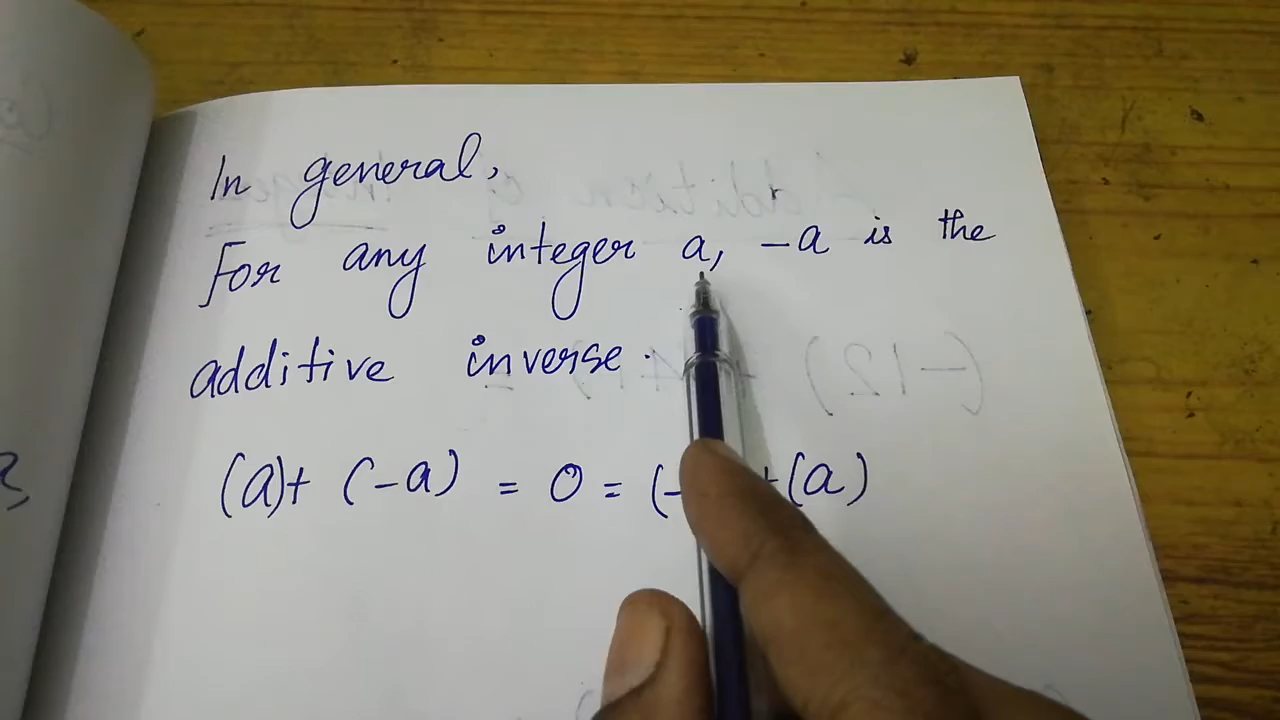 In general,
For any integer a, -a is the
additive inverse.
(a)+ (-a) = 0 = (- +(a)